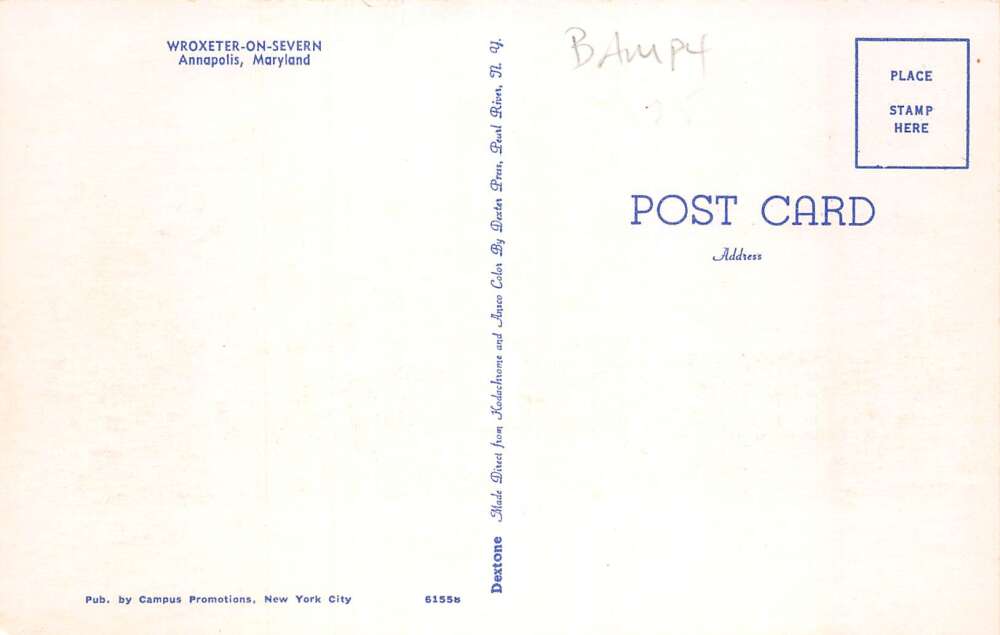 WROXETER-ON-SEVERN
Annapolis, Maryland
Pub. by Campus Promotions, New York City
61558
Dextone Made Direct from Kodachrome and Ansco Color By Dexter Press, Pearl River, N. Y.
BAMP4
PLACE
STAMP
HERE
POST CARD
Address